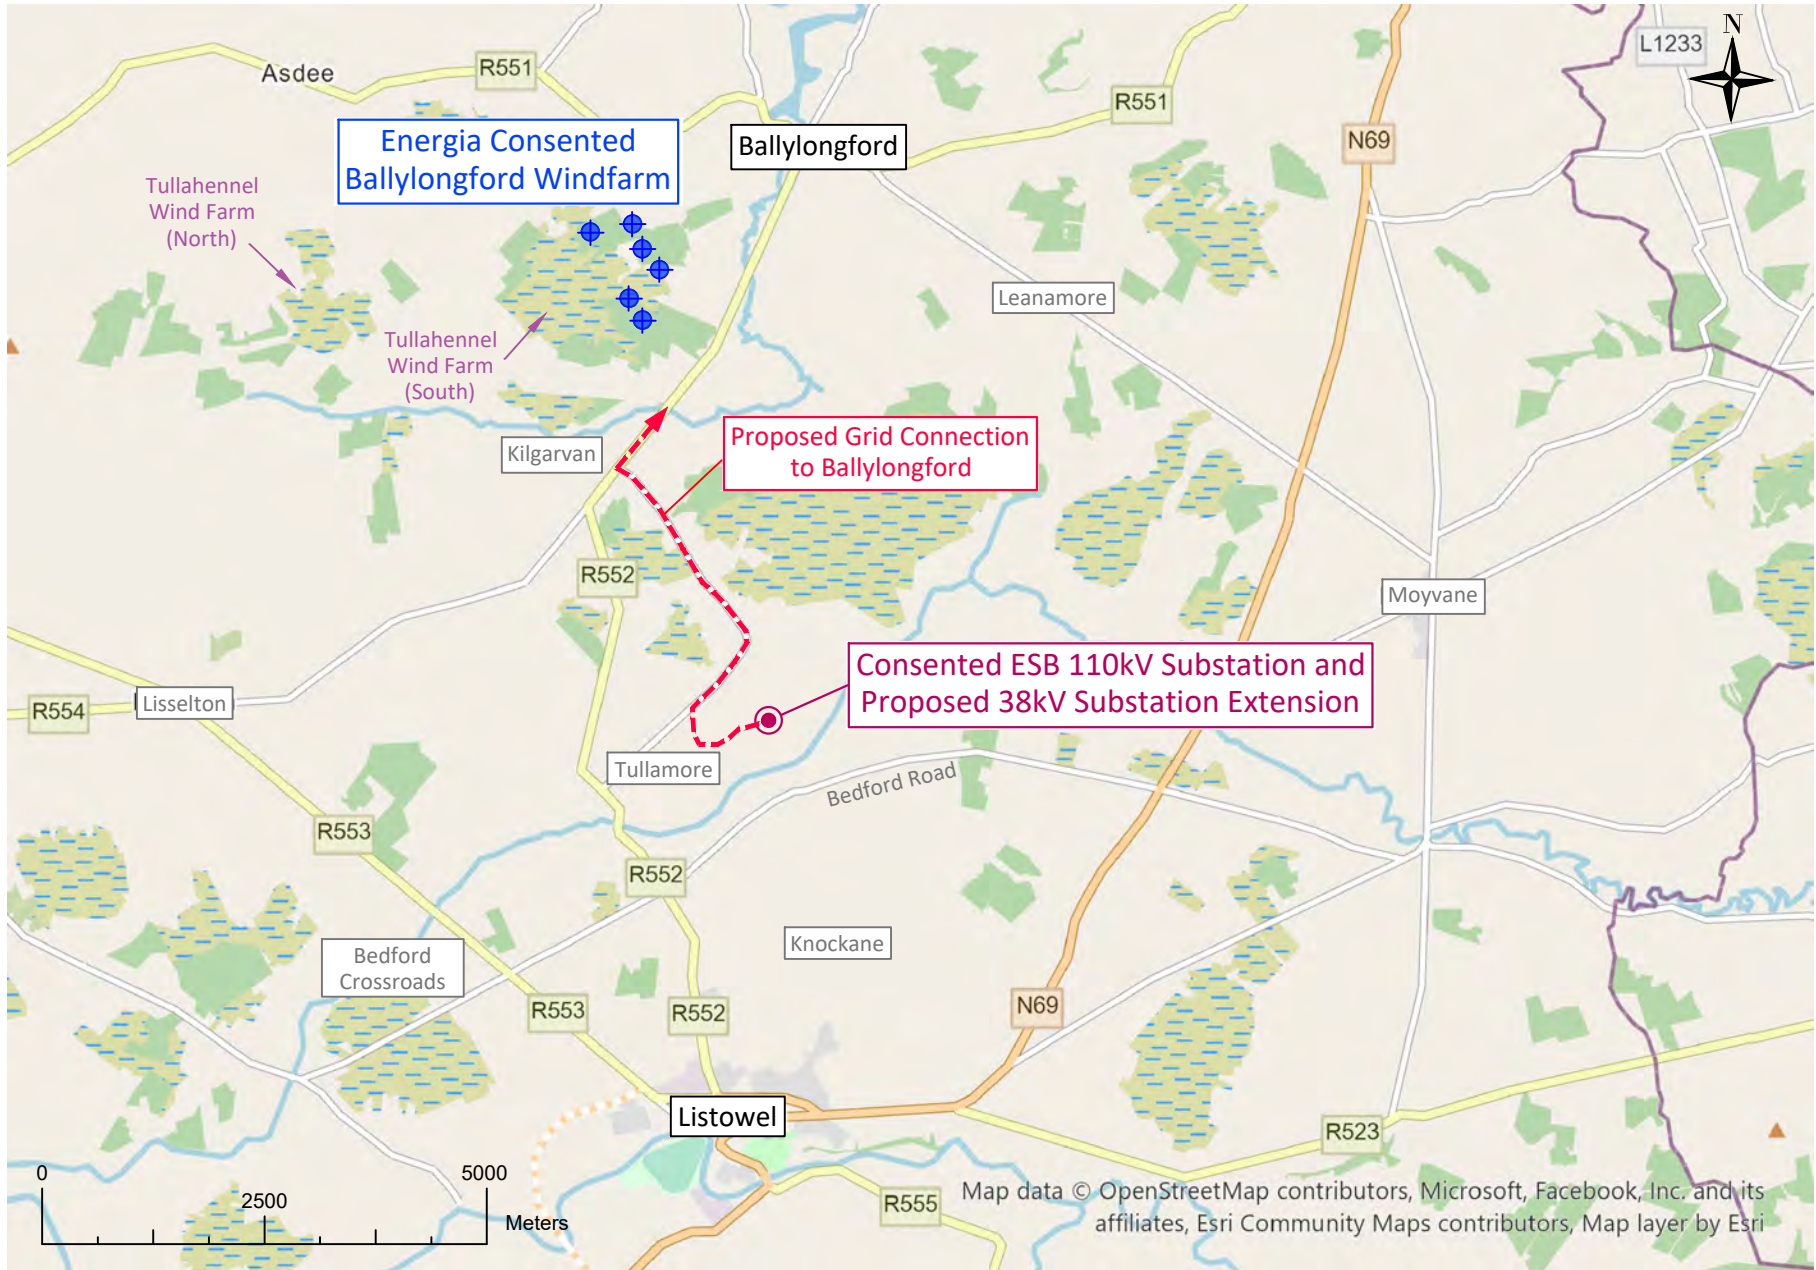 N
L1233
Asdee
R551
R551
Energia Consented
Ballylongford Windfarm
Ballylongford
N69
Tullahennel
Wind Farm
(North)
Leanamore
Tullahennel
Wind Farm
(South)
Proposed Grid Connection
to Ballylongford
Kilgarvan
R552
Moyvane
Consented ESB 110kV Substation and
Proposed 38kV Substation Extension
Lisselton
R554
Tullamore
Bedford Road
R553
R552
Knockane
Bedford
Crossroads
R553
R552
N69
Listowel
R523
0
2500
5000
Meters
R555
Map data © OpenStreetMap contributors, Microsoft, Facebook, Inc. and its
affiliates, Esri Community Maps contributors, Map layer by Esri